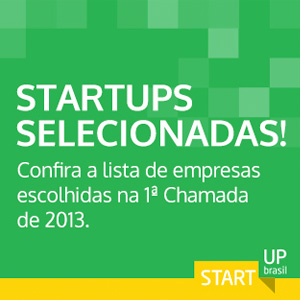 STARTUPS
SELECIONADAS!
Confira a lista de empresas
escolhidas na 1ª Chamada
de 2013.
START UP
brasil